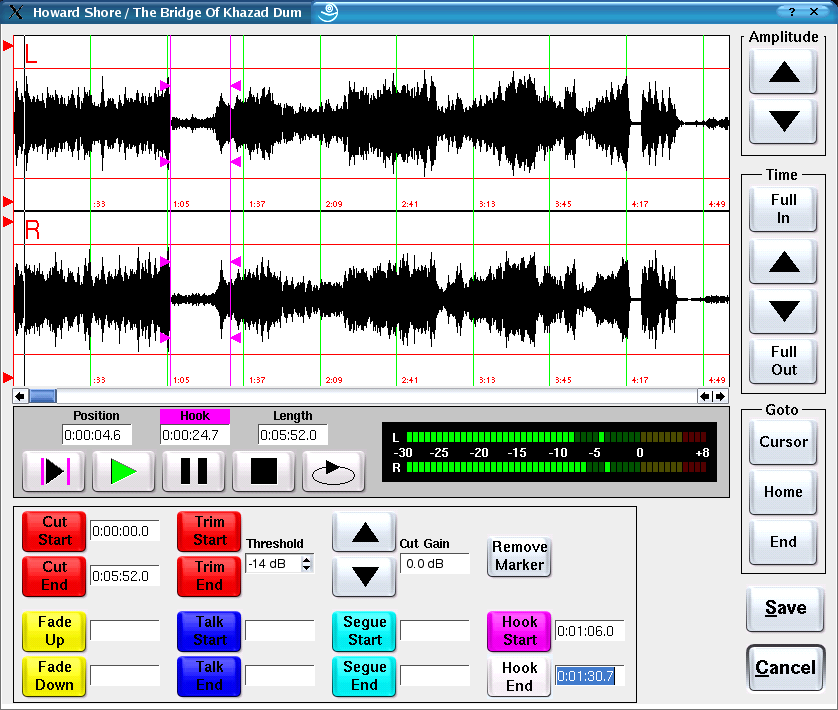 Howard Shore / The Bridge Of Khazad Dum
?
L
:33 1:05 1:37 2:09 2:41 3:13 3:45 4:17 4:49
R
:33 1:05 1:37 2:09 2:41 3:13 3:45 4:17 4:49
Amplitude
Time
Full
In
Full
Out
Goto
Cursor
Home
End
Save
Cancel
Position Hook Length
0:00:04.6 0:00:24.7 0:05:52.0
L
-30 -25 -20 -15 -10 -5 0 +8
R
Cut
Start
0:00:00.0
Trim
Start
Cut
End
0:05:52.0
Trim
End
Threshold
-14 dB
Cut Gain
0.0 dB
Remove
Marker
Fade
Up
Talk
Start
Segue
Start
Hook
Start
0:01:06.0
Fade
Down
Talk
End
Segue
End
Hook
End
0:01:30.7